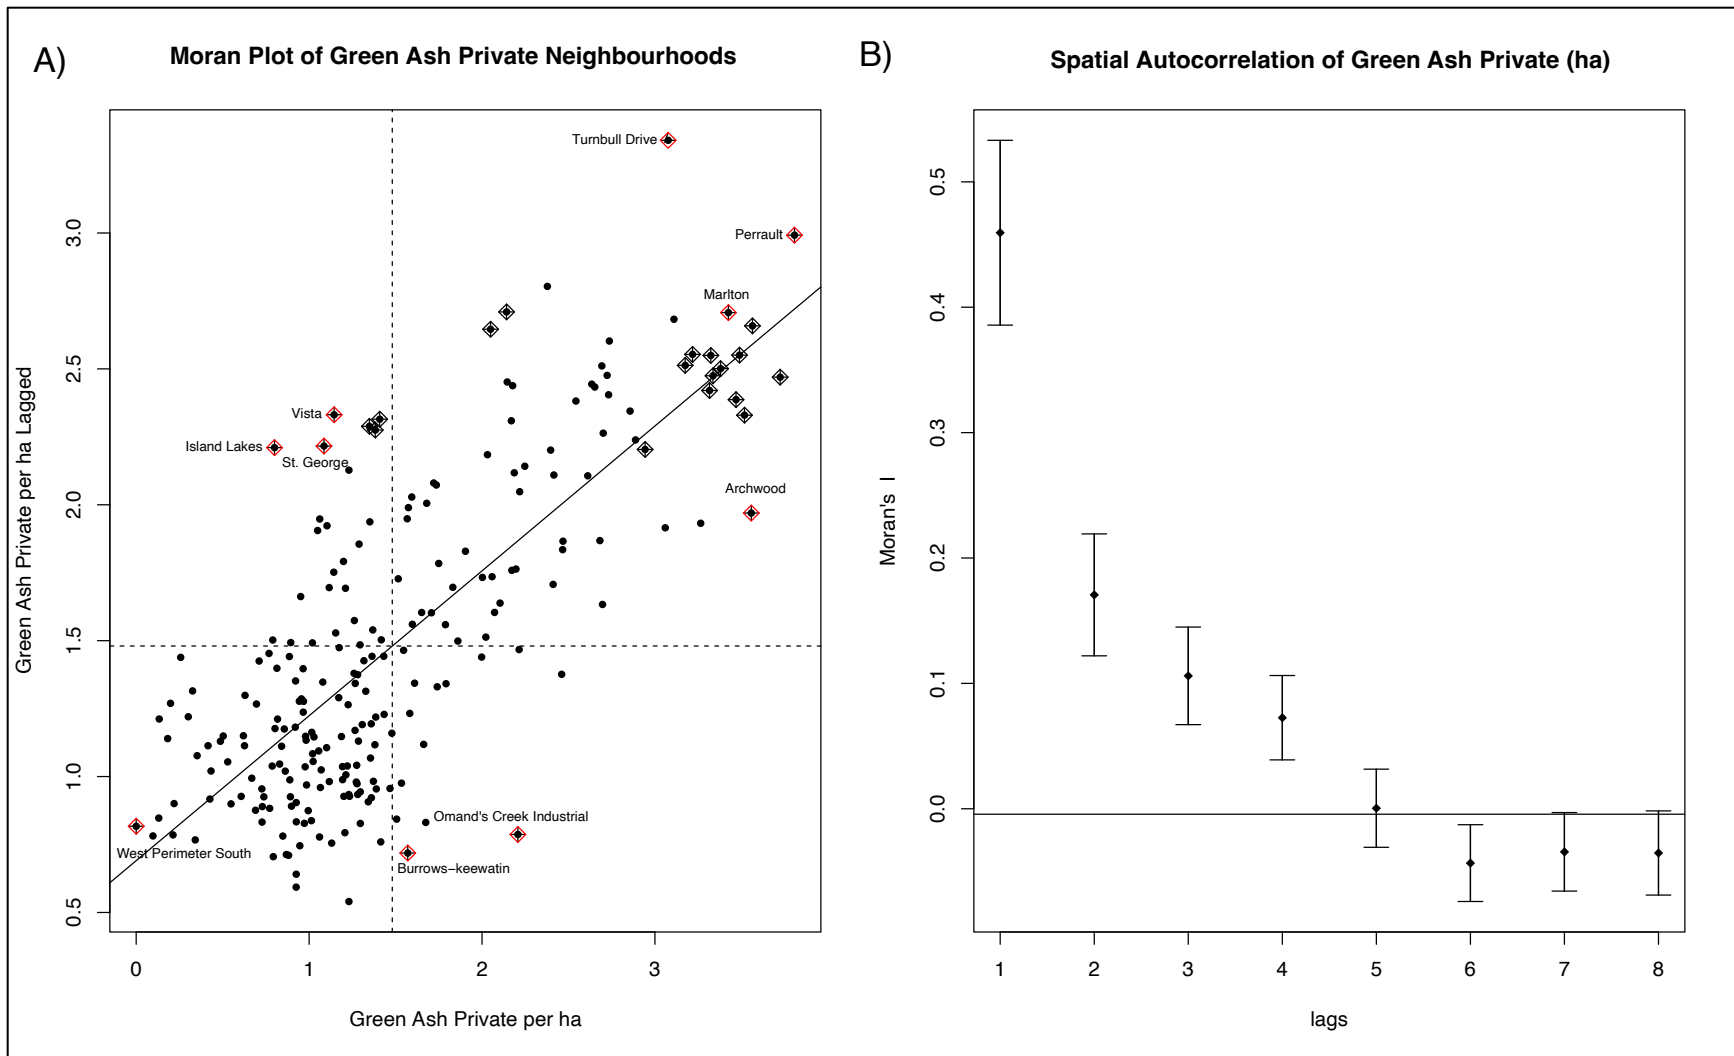 A)
Moran Plot of Green Ash Private Neighbourhoods
Turnbull Drive
Perrault
Marlton
Vista
Island Lakes
St. George
Archwood
Omand's Creek Industrial
West Perimeter South
Burrows−keewatin
3.0
2.5
2.0
1.5
1.0
0.5
Green Ash Private per ha Lagged
0 1 2 3
Green Ash Private per ha
B)
Spatial Autocorrelation of Green Ash Private (ha)
0.5
0.4
0.3
0.2
0.1
0.0
Moran's I
1 2 3 4 5 6 7 8
lags